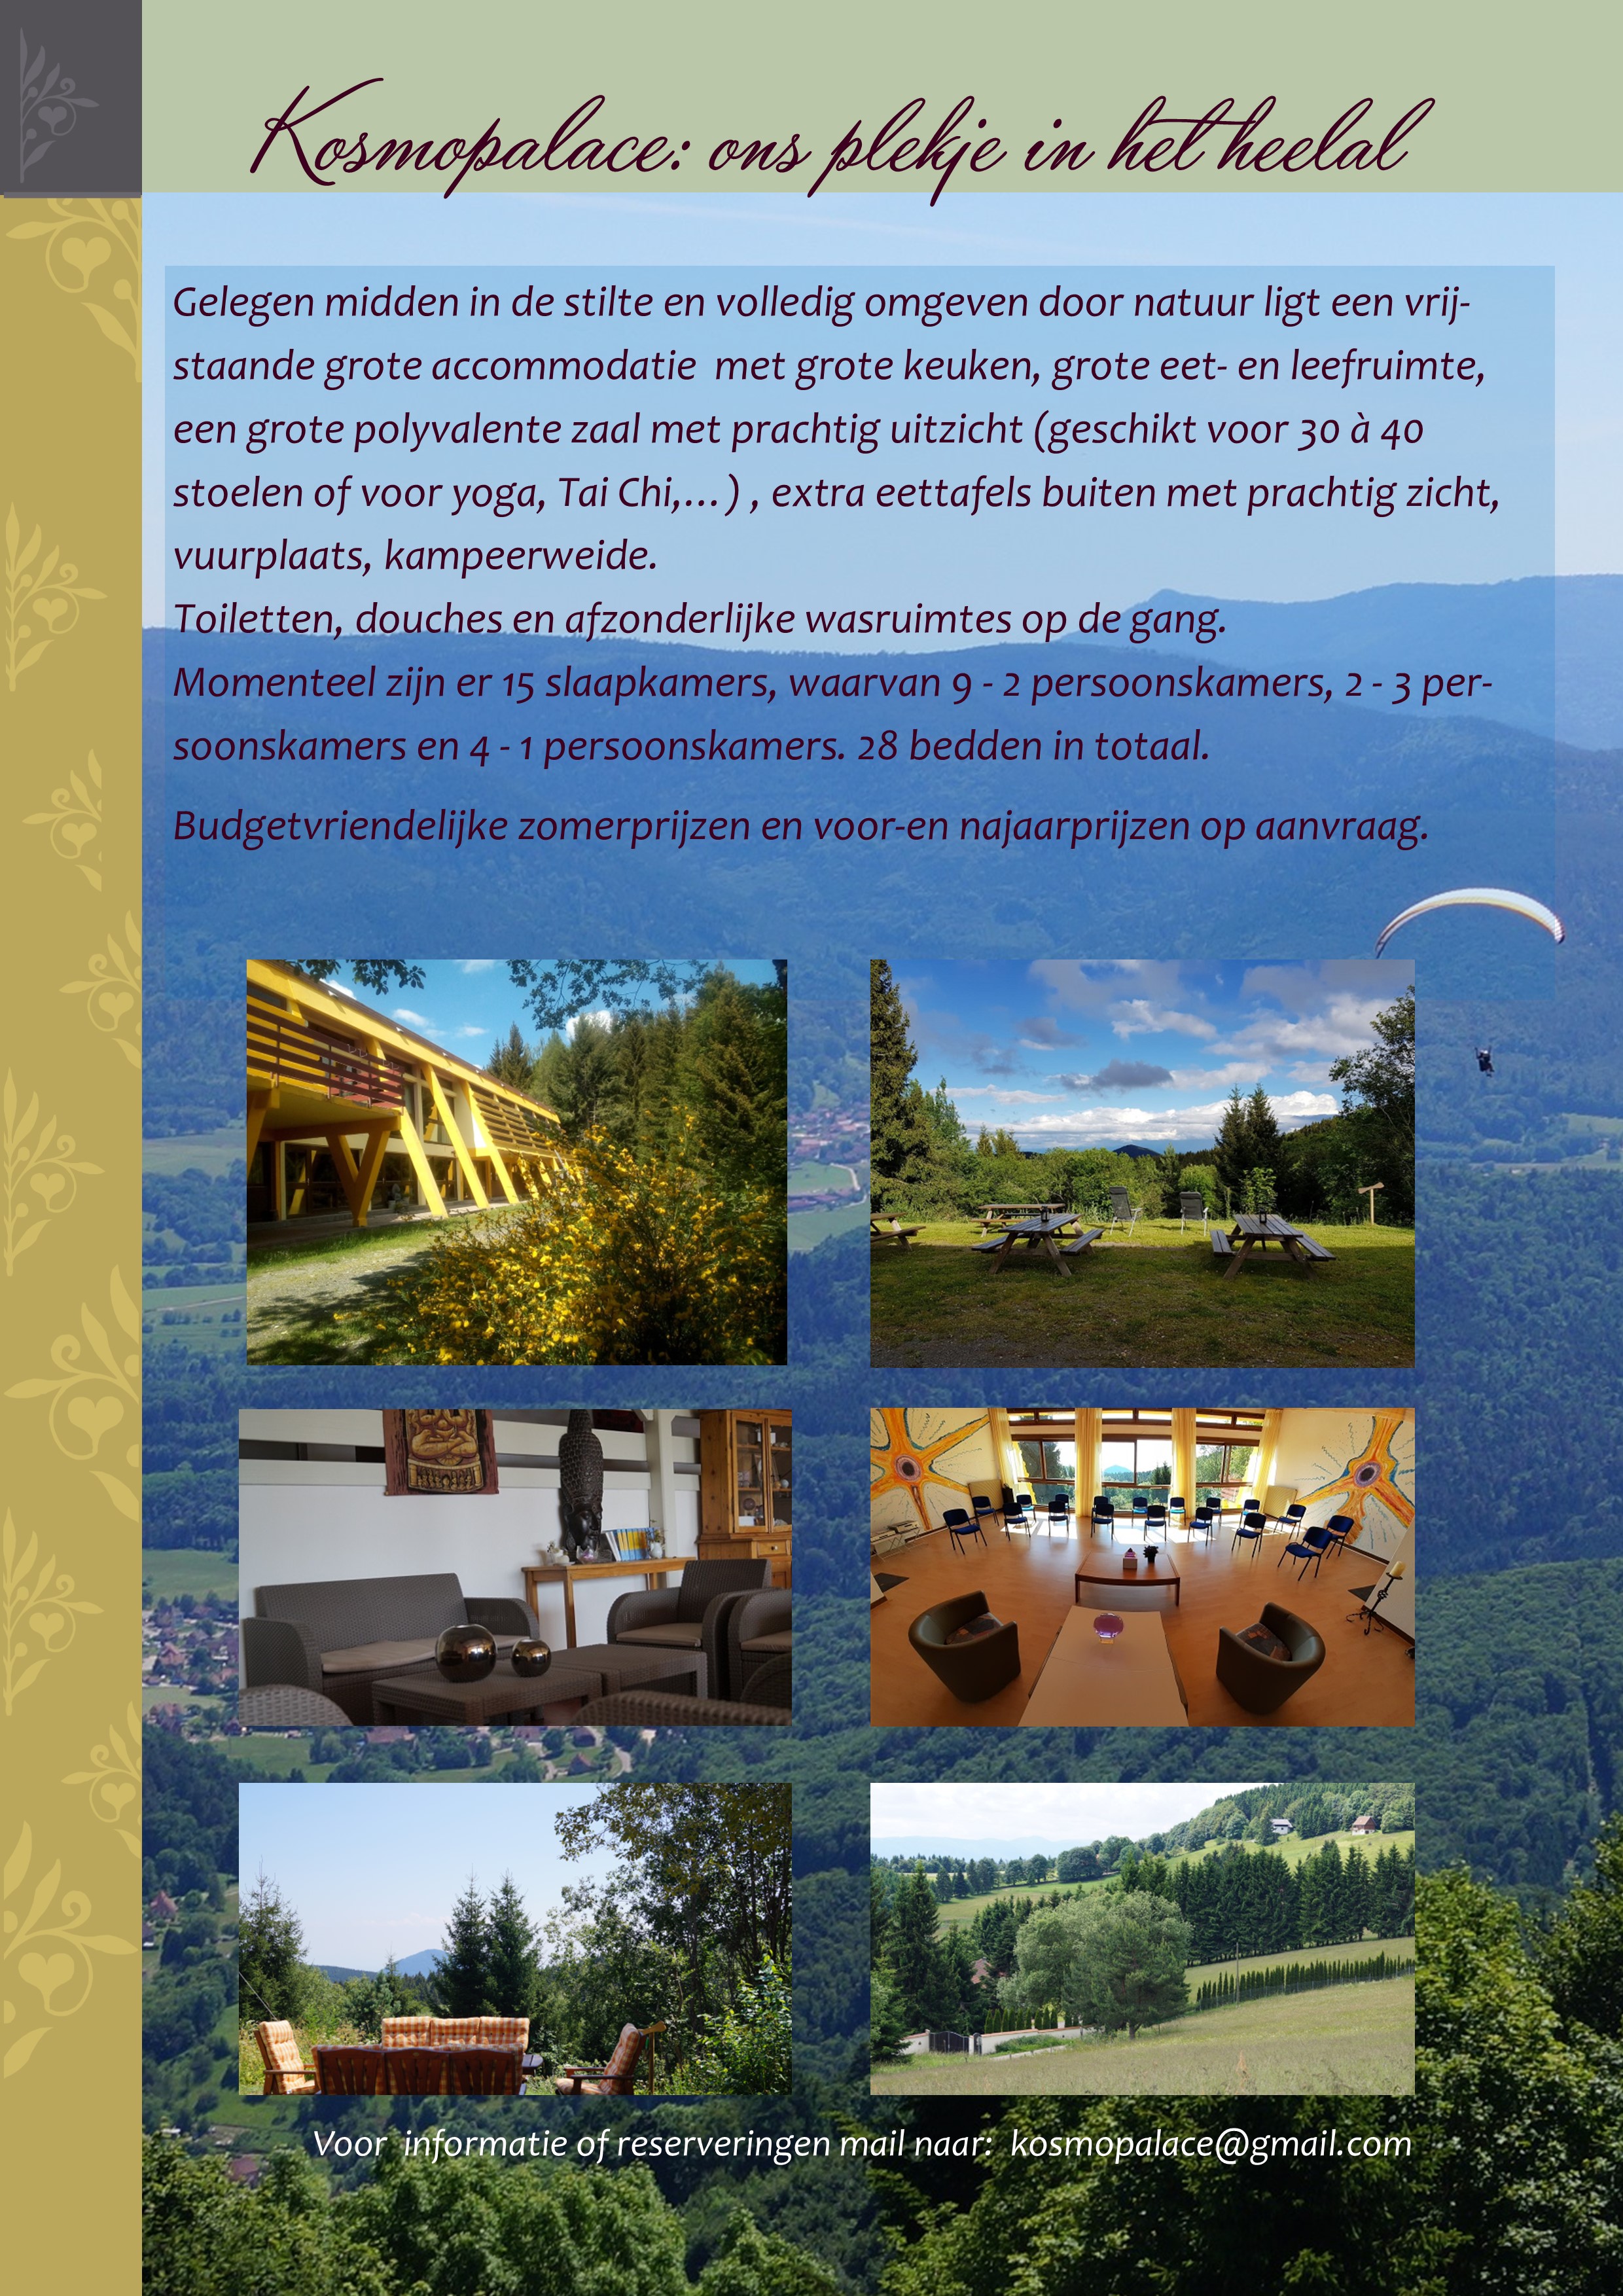 Kosmopalace: ons plekje in het heelal
Gelegen midden in de stilte en volledig omgeven door natuur ligt een vrij-
staande grote accommodatie  met grote keuken, grote eet- en leefruimte,
een grote polyvalente zaal met prachtig uitzicht (geschikt voor 30 à 40
stoelen of voor yoga, Tai Chi,...) , extra eettafels buiten met prachtig zicht,
vuurplaats, kampeerweide.
Toiletten, douches en afzonderlijke wasruimtes op de gang.
Momenteel zijn er 15 slaapkamers, waarvan 9 - 2 persoonskamers, 2 - 3 per-
soonskamers en 4 - 1 persoonskamers. 28 bedden in totaal.
Budgetvriendelijke zomerprijzen en voor-en najaarprijzen op aanvraag.
Voor  informatie of reserveringen mail naar:  kosmopalace@gmail.com